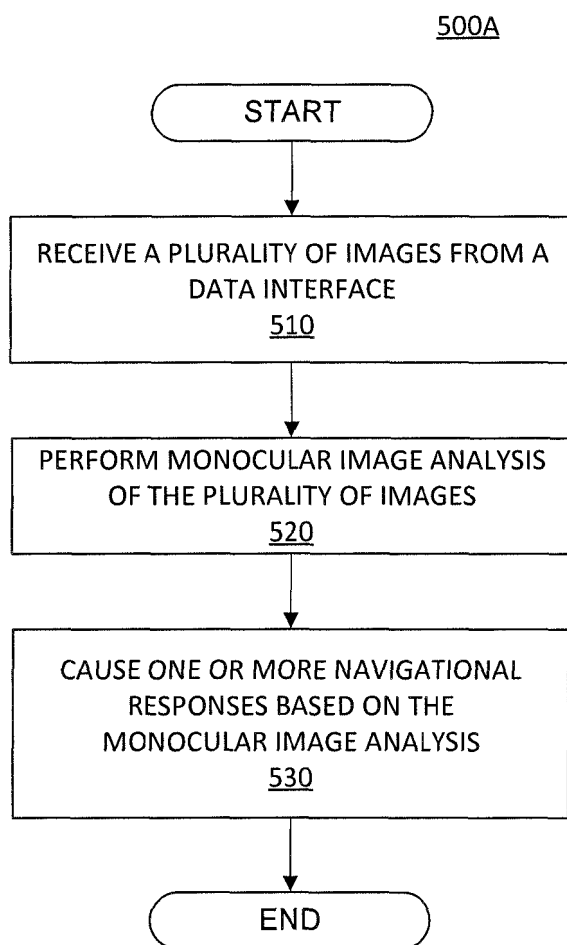 500A
START
RECEIVE A PLURALITY OF IMAGES FROM A
DATA INTERFACE
510
PERFORM MONOCULAR IMAGE ANALYSIS
OF THE PLURALITY OF IMAGES
520
CAUSE ONE OR MORE NAVIGATIONAL
RESPONSES BASED ON THE
MONOCULAR IMAGE ANALYSIS
530
END